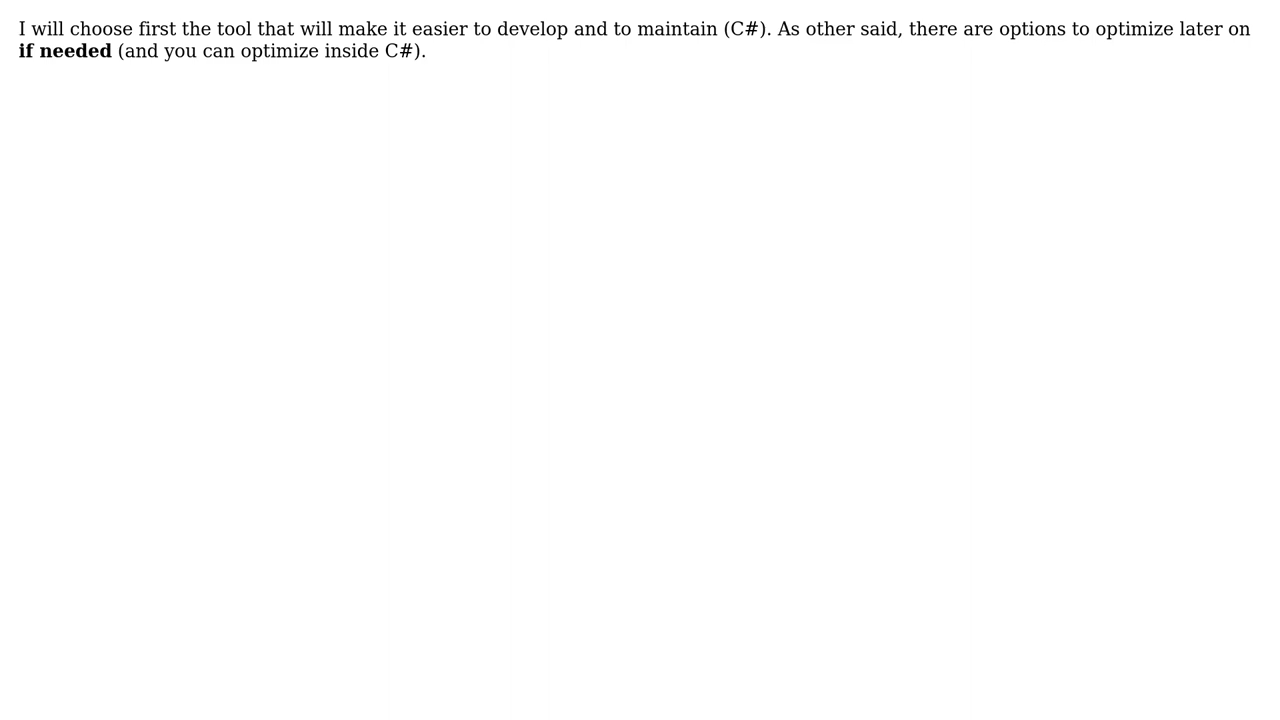 I will choose first the tool that will make it easier to develop and to maintain (C#). As other said, there are options to optimize later on
if needed (and you can optimize inside C#).